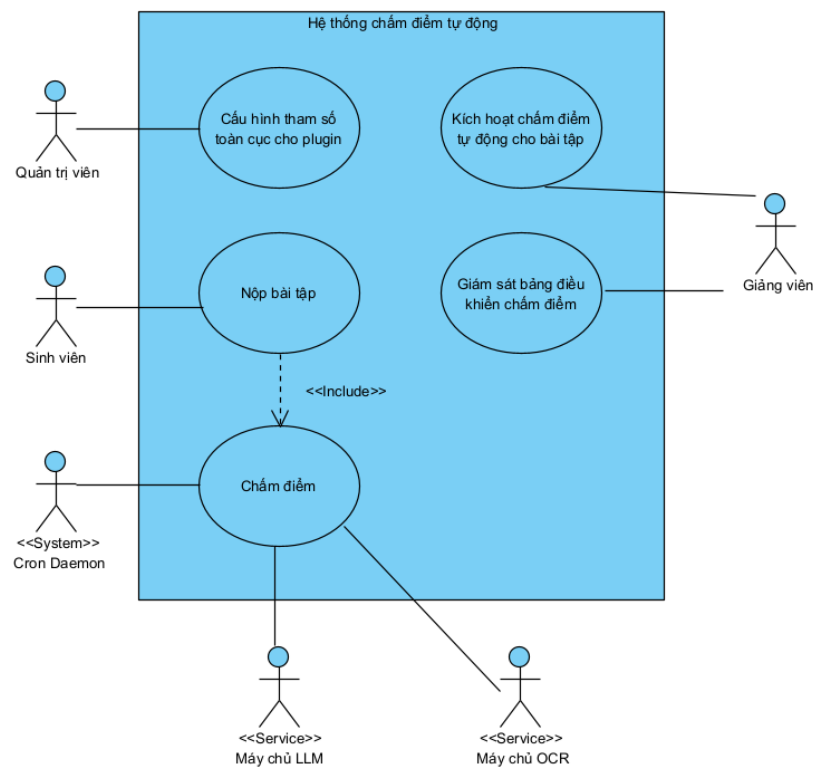 Hệ thống chấm điểm tự động
Cấu hình tham số
toàn cục cho plugin
Kích hoạt chấm điểm
tự động cho bài tập
Quản trị viên
Nộp bài tập
Giám sát bảng điều
khiển chấm điểm
Giảng viên
Sinh viên
<<Include>>
Chấm điểm
<<System>>
Cron Daemon
<<Service>>
Máy chủ LLM
<<Service>>
Máy chủ OCR